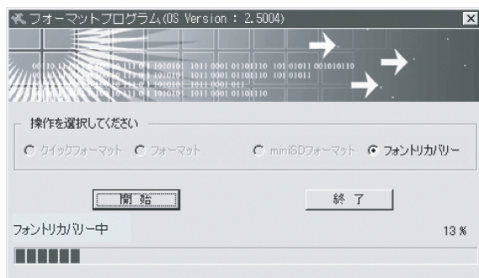 フォーマットプログラム(OS Version : 2.5004)
操作を選択してください
クイックフォーマット フォーマット miniSDフォーマット フォントリカバリー
開始 終了
フォントリカバリー中 13 %